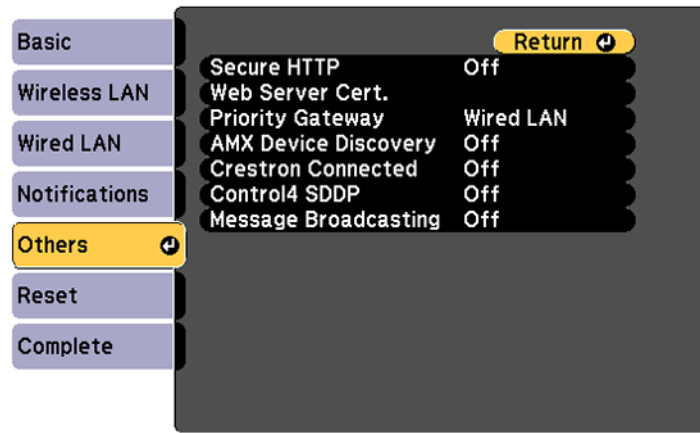 Basic
Wireless LAN
Wired LAN
Notifications
Others
Reset
Complete
Return
Secure HTTP Off
Web Server Cert.
Priority Gateway Wired LAN
AMX Device Discovery Off
Crestron Connected Off
Control4 SDDP Off
Message Broadcasting Off